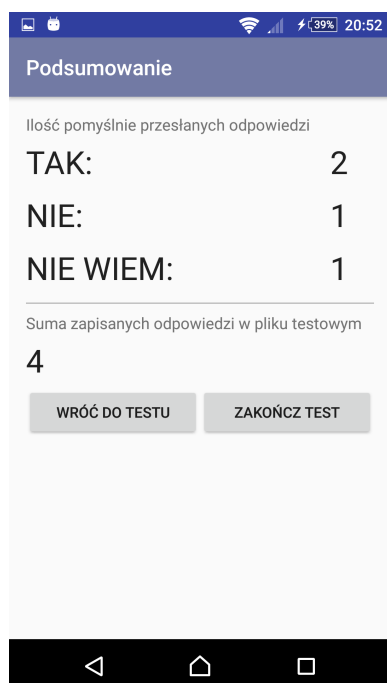 39% 20:52
Podsumowanie
Ilość pomyślnie przesłanych odpowiedzi
TAK: 2
NIE: 1
NIE WIEM: 1
Suma zapisanych odpowiedzi w pliku testowym
4
WRÓĆ DO TESTU ZAKOŃCZ TEST